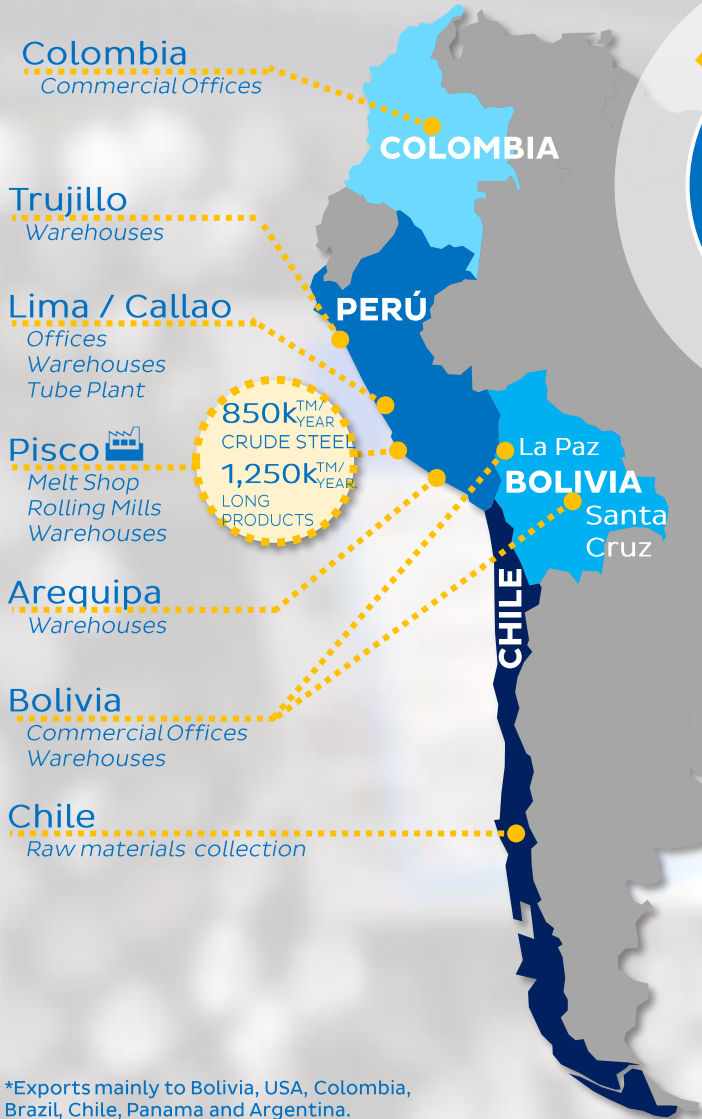 Colombia
Commercial Offices
COLOMBIA
Trujillo
Warehouses
PERÚ
Lima / Callao
Offices
Warehouses
Tube Plant
850k TM/
YEAR
CRUDE STEEL
1,250k TM/
YEAR
LONG
PRODUCTS
Pisco
Melt Shop
Rolling Mills
Warehouses
La Paz
BOLIVIA
Santa
Cruz
Arequipa
Warehouses
CHILE
Bolivia
Commercial Offices
Warehouses
Chile
Raw materials collection
*Exports mainly to Bolivia, USA, Colombia,
Brazil, Chile, Panama and Argentina.